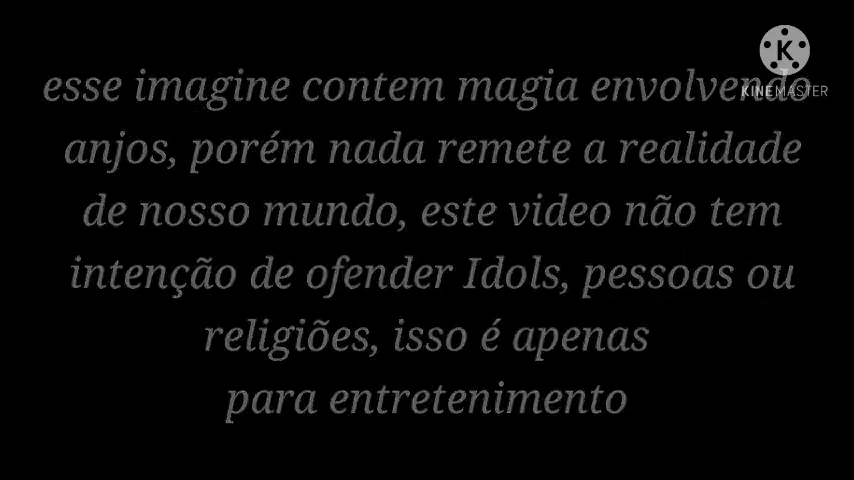 esse imagine contem magia envolvendo
anjos, porém nada remete a realidade
de nosso mundo, este video não tem
intenção de ofender Idols, pessoas ou
religiões, isso é apenas
para entretenimento
K
KINEMASTER